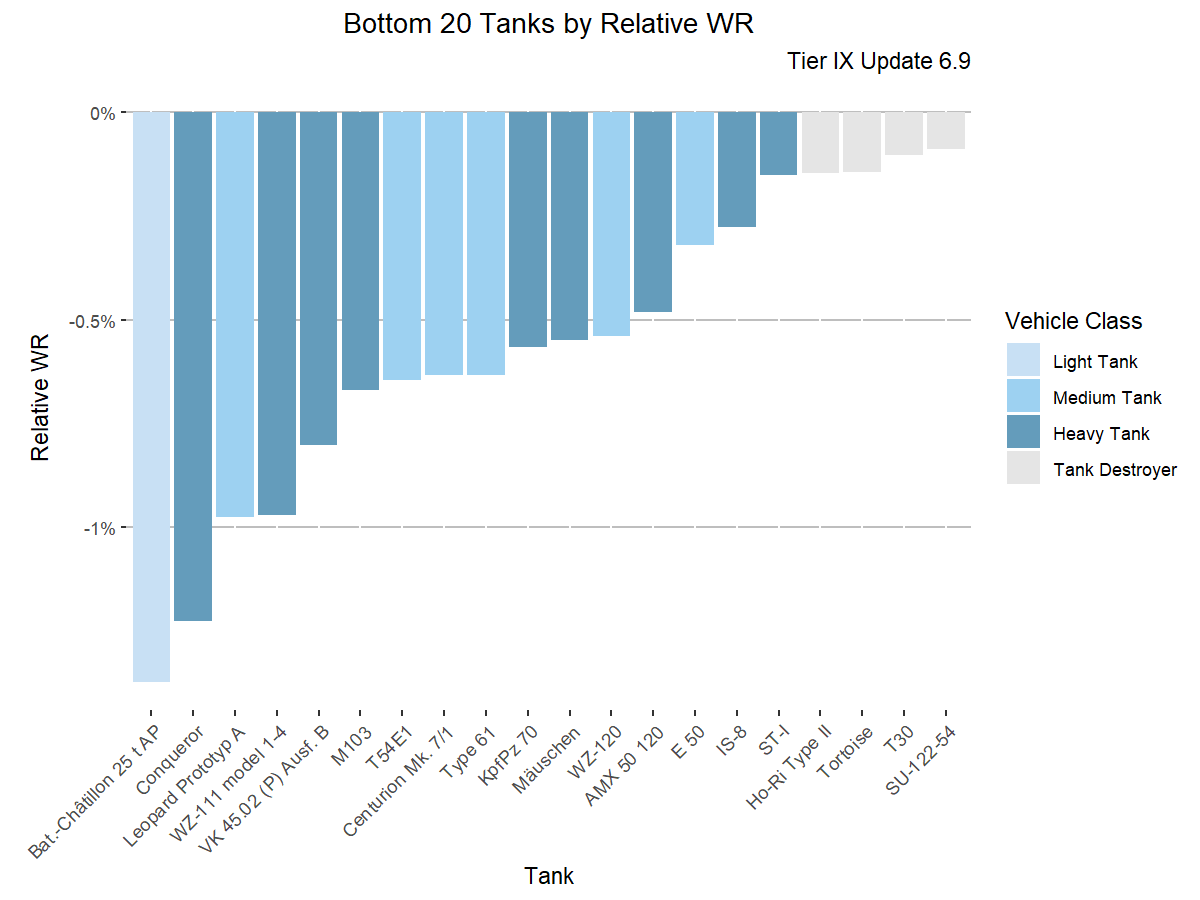 Bottom 20 Tanks by Relative WR
Tier IX Update 6.9
0%
-0.5%
-1%
Relative WR
Bat.-Châtillon 25 t AP
Conqueror
Leopard Prototyp A
WZ-111 model 1-4
VK 45.02 (P) Ausf. B
M103
T54E1
Centurion Mk. 7/1
Type 61
KpfPz 70
Mäuschen
WZ-120
AMX 50 120
E 50
IS-8
ST-I
Ho-Ri Type II
Tortoise
T30
SU-122-54
Tank
Vehicle Class
Light Tank
Medium Tank
Heavy Tank
Tank Destroyer